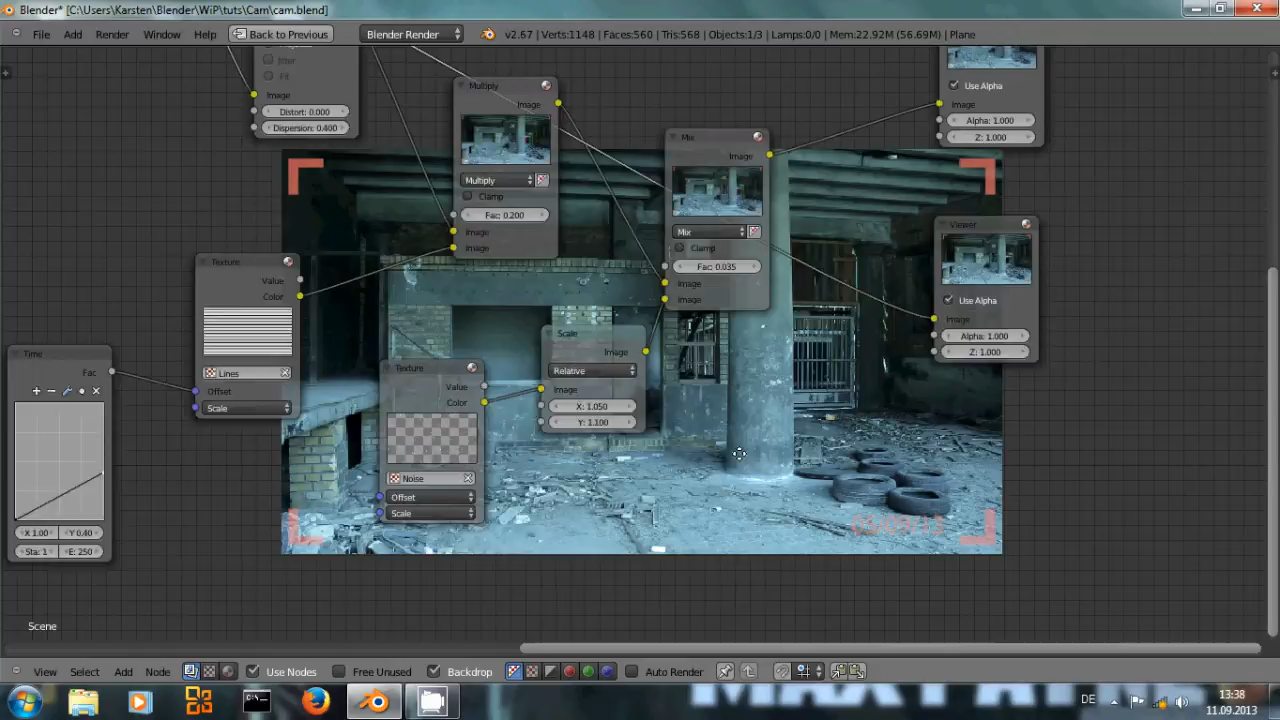 Blender* [C:\Users\Karsten\Blender\WiP\tuts\Cam\cam.blend]
File Add Render Window Help Back to Previous Blender Render v2.67 | Verts:1148 | Faces:560 | Tris:568 | Objects:1/3 | Lamps:0/0 | Mem:22.92M (56.69M) | Plane
Jitter
Fit
Image
Distort: 0.000
Dispersion: 0.400
Multiply
Image
Multiply
Clamp
Fac: 0.200
Image
Image
Mix
Image
Mix
Clamp
Fac: 0.035
Image
Image
Use Alpha
Image
Alpha: 1.000
Z: 1.000
Viewer
Use Alpha
Image
Alpha: 1.000
Z: 1.000
Texture
Value
Color
Lines
Offset
Scale
Time
Fac
X 1.00 Y 0.40
Sta: 1 E: 250
Texture
Value
Color
Noise
Offset
Scale
Scale
Image
Relative
Image
X: 1.050
Y: 1.100
05/09/13
Scene
View Select Add Node Use Nodes Free Unused Backdrop Auto Render
DE 13:38
11.09.2013